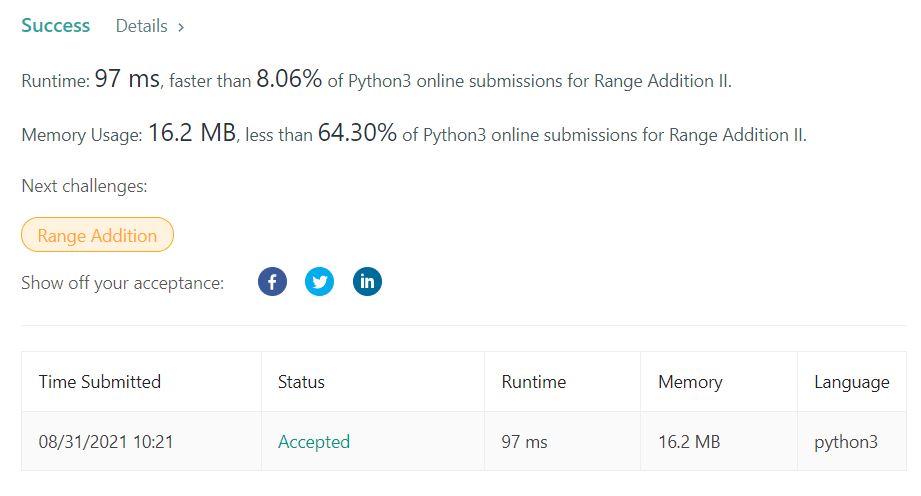 Success Details >
Runtime: 97 ms, faster than 8.06% of Python3 online submissions for Range Addition II.
Memory Usage: 16.2 MB, less than 64.30% of Python3 online submissions for Range Addition II.
Next challenges:
Range Addition
Show off your acceptance: f in
Time Submitted Status Runtime Memory Language
08/31/2021 10:21 Accepted 97 ms 16.2 MB python3